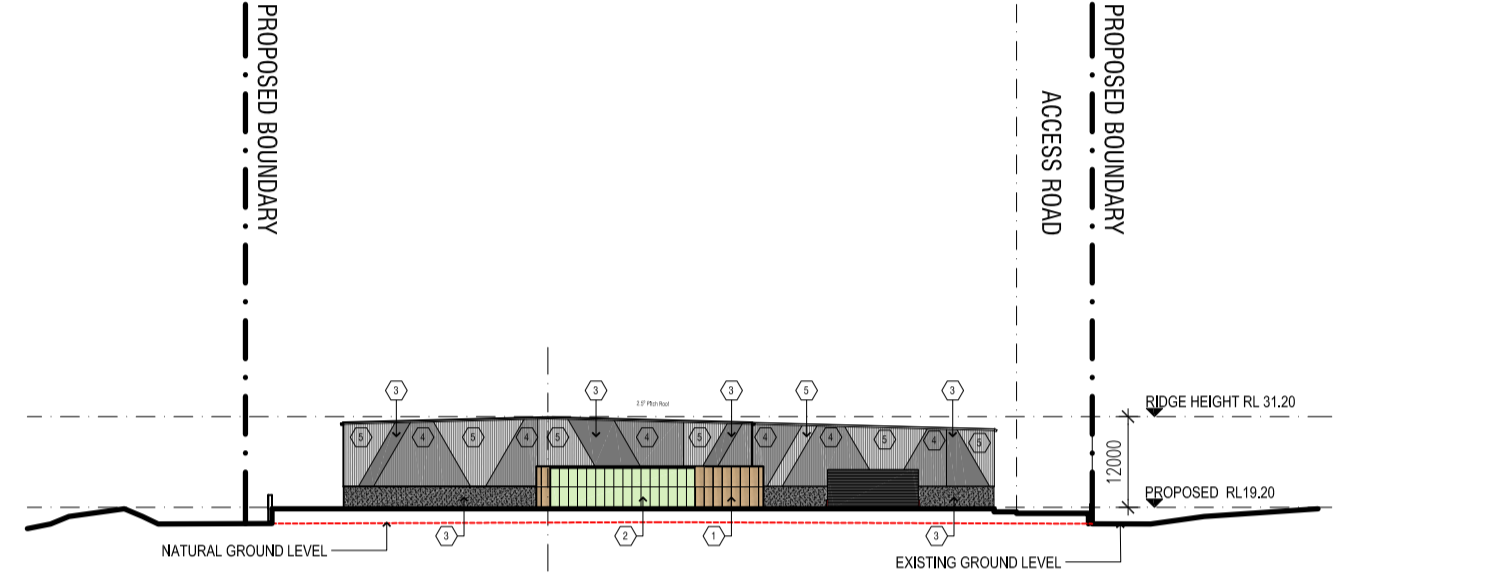 PROPOSED BOUNDARY
ACCESS ROAD
PROPOSED BOUNDARY
3
3
3
5
3
2.5° Pitch Roof
RIDGE HEIGHT RL 31.20
5
4
5
4
5
4
5
4
4
5
4
5
12000
PROPOSED RL19.20
3
2
1
3
NATURAL GROUND LEVEL
EXISTING GROUND LEVEL